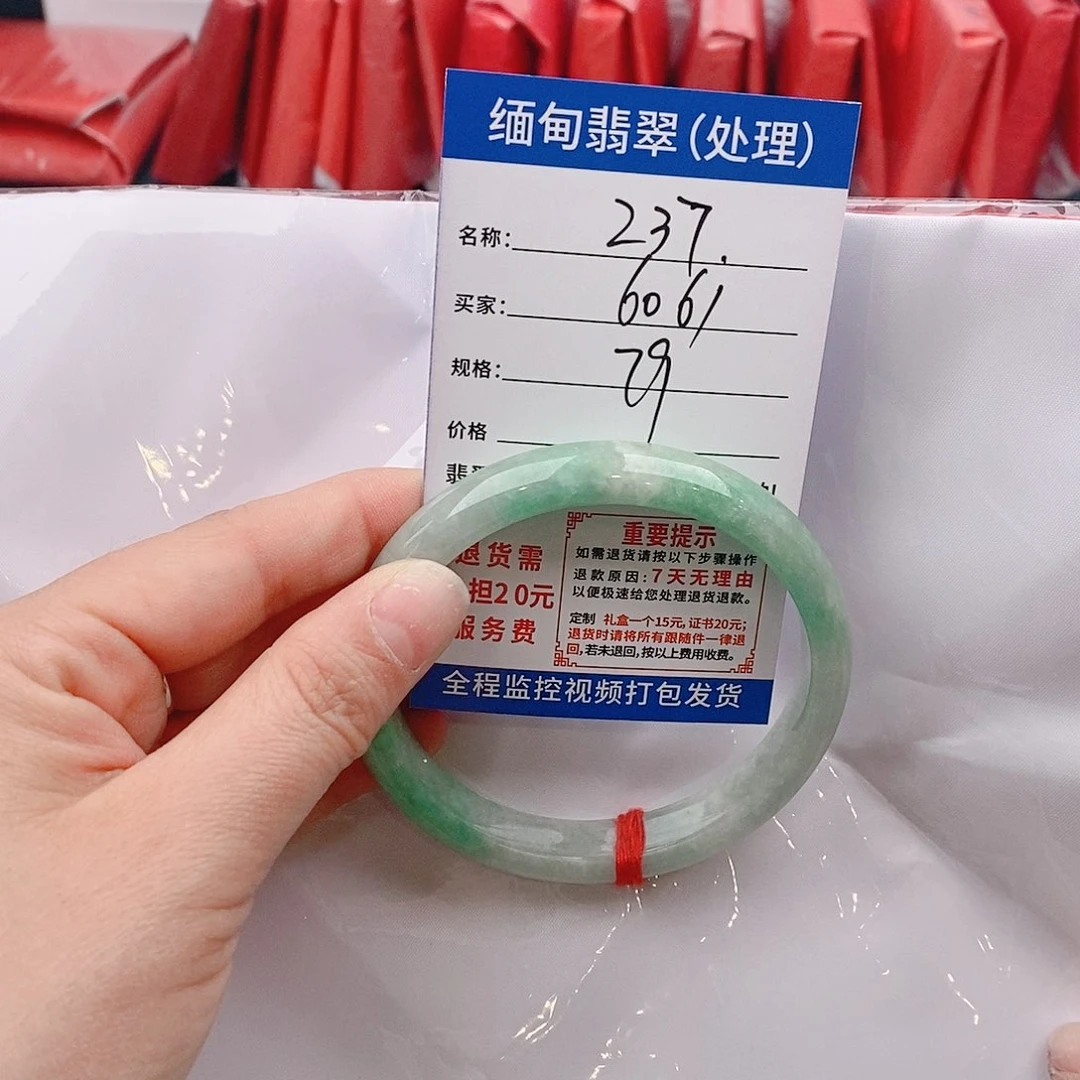 缅甸翡翠(处理)
名称: 237.
买家: 6061
规格: 79
价格
翡
退货需
担20元
服务费
重要提示
如需退货请按以下步骤操作
退款原因:7天无理由
以便极速给您处理退货退款。
定制 礼盒一个15元,证书20元;
退货时请将所有跟随件一律退
回,若未退回,按以上费用收费。
全程监控视频打包发货